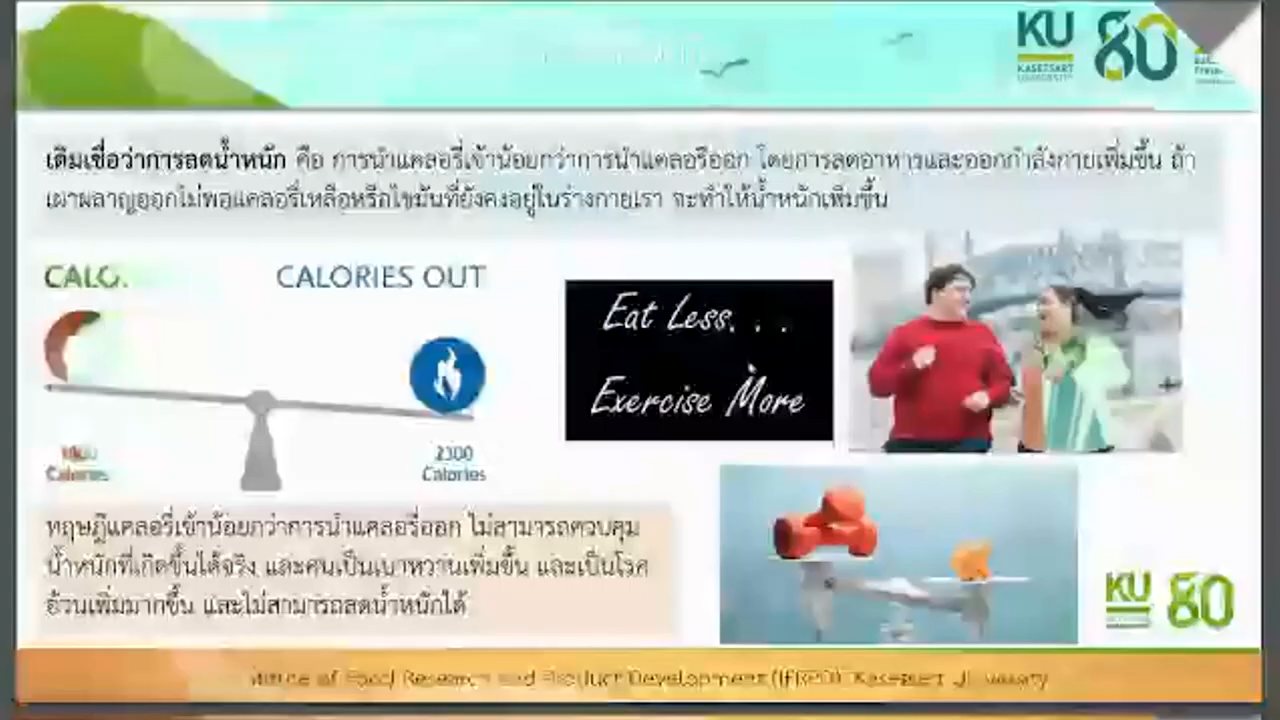 KU 80
KASETSART
UNIVERSITY
เดิมเชื่อว่าการลดน้ำหนัก คือ การนำแคลอรี่เข้าน้อยกว่าการนำแคลอรี่ออก โดยการลดอาหารและออกกำลังกายเพิ่มขึ้น ถ้า
เผาผลาญออกไม่พอแคลอรี่เหลือหรือไขมันที่ยังคงอยู่ในร่างกายเรา จะทำให้น้ำหนักเพิ่มขึ้น
CALORIES OUT
Eat Less. . .
Exercise More
2300
Calories
Calories
ทฤษฎีแคลอรี่เข้าน้อยกว่าการนำแคลอรี่ออก ไม่สามารถควบคุม
น้ำหนักที่เกิดขึ้นได้จริง และคนเป็นเบาหวานเพิ่มขึ้น และเป็นโรค
อ้วนเพิ่มมากขึ้น และไม่สามารถลดน้ำหนักได้
KU 80
of Food Research and Product Development (IFRPD), Kasetsart University